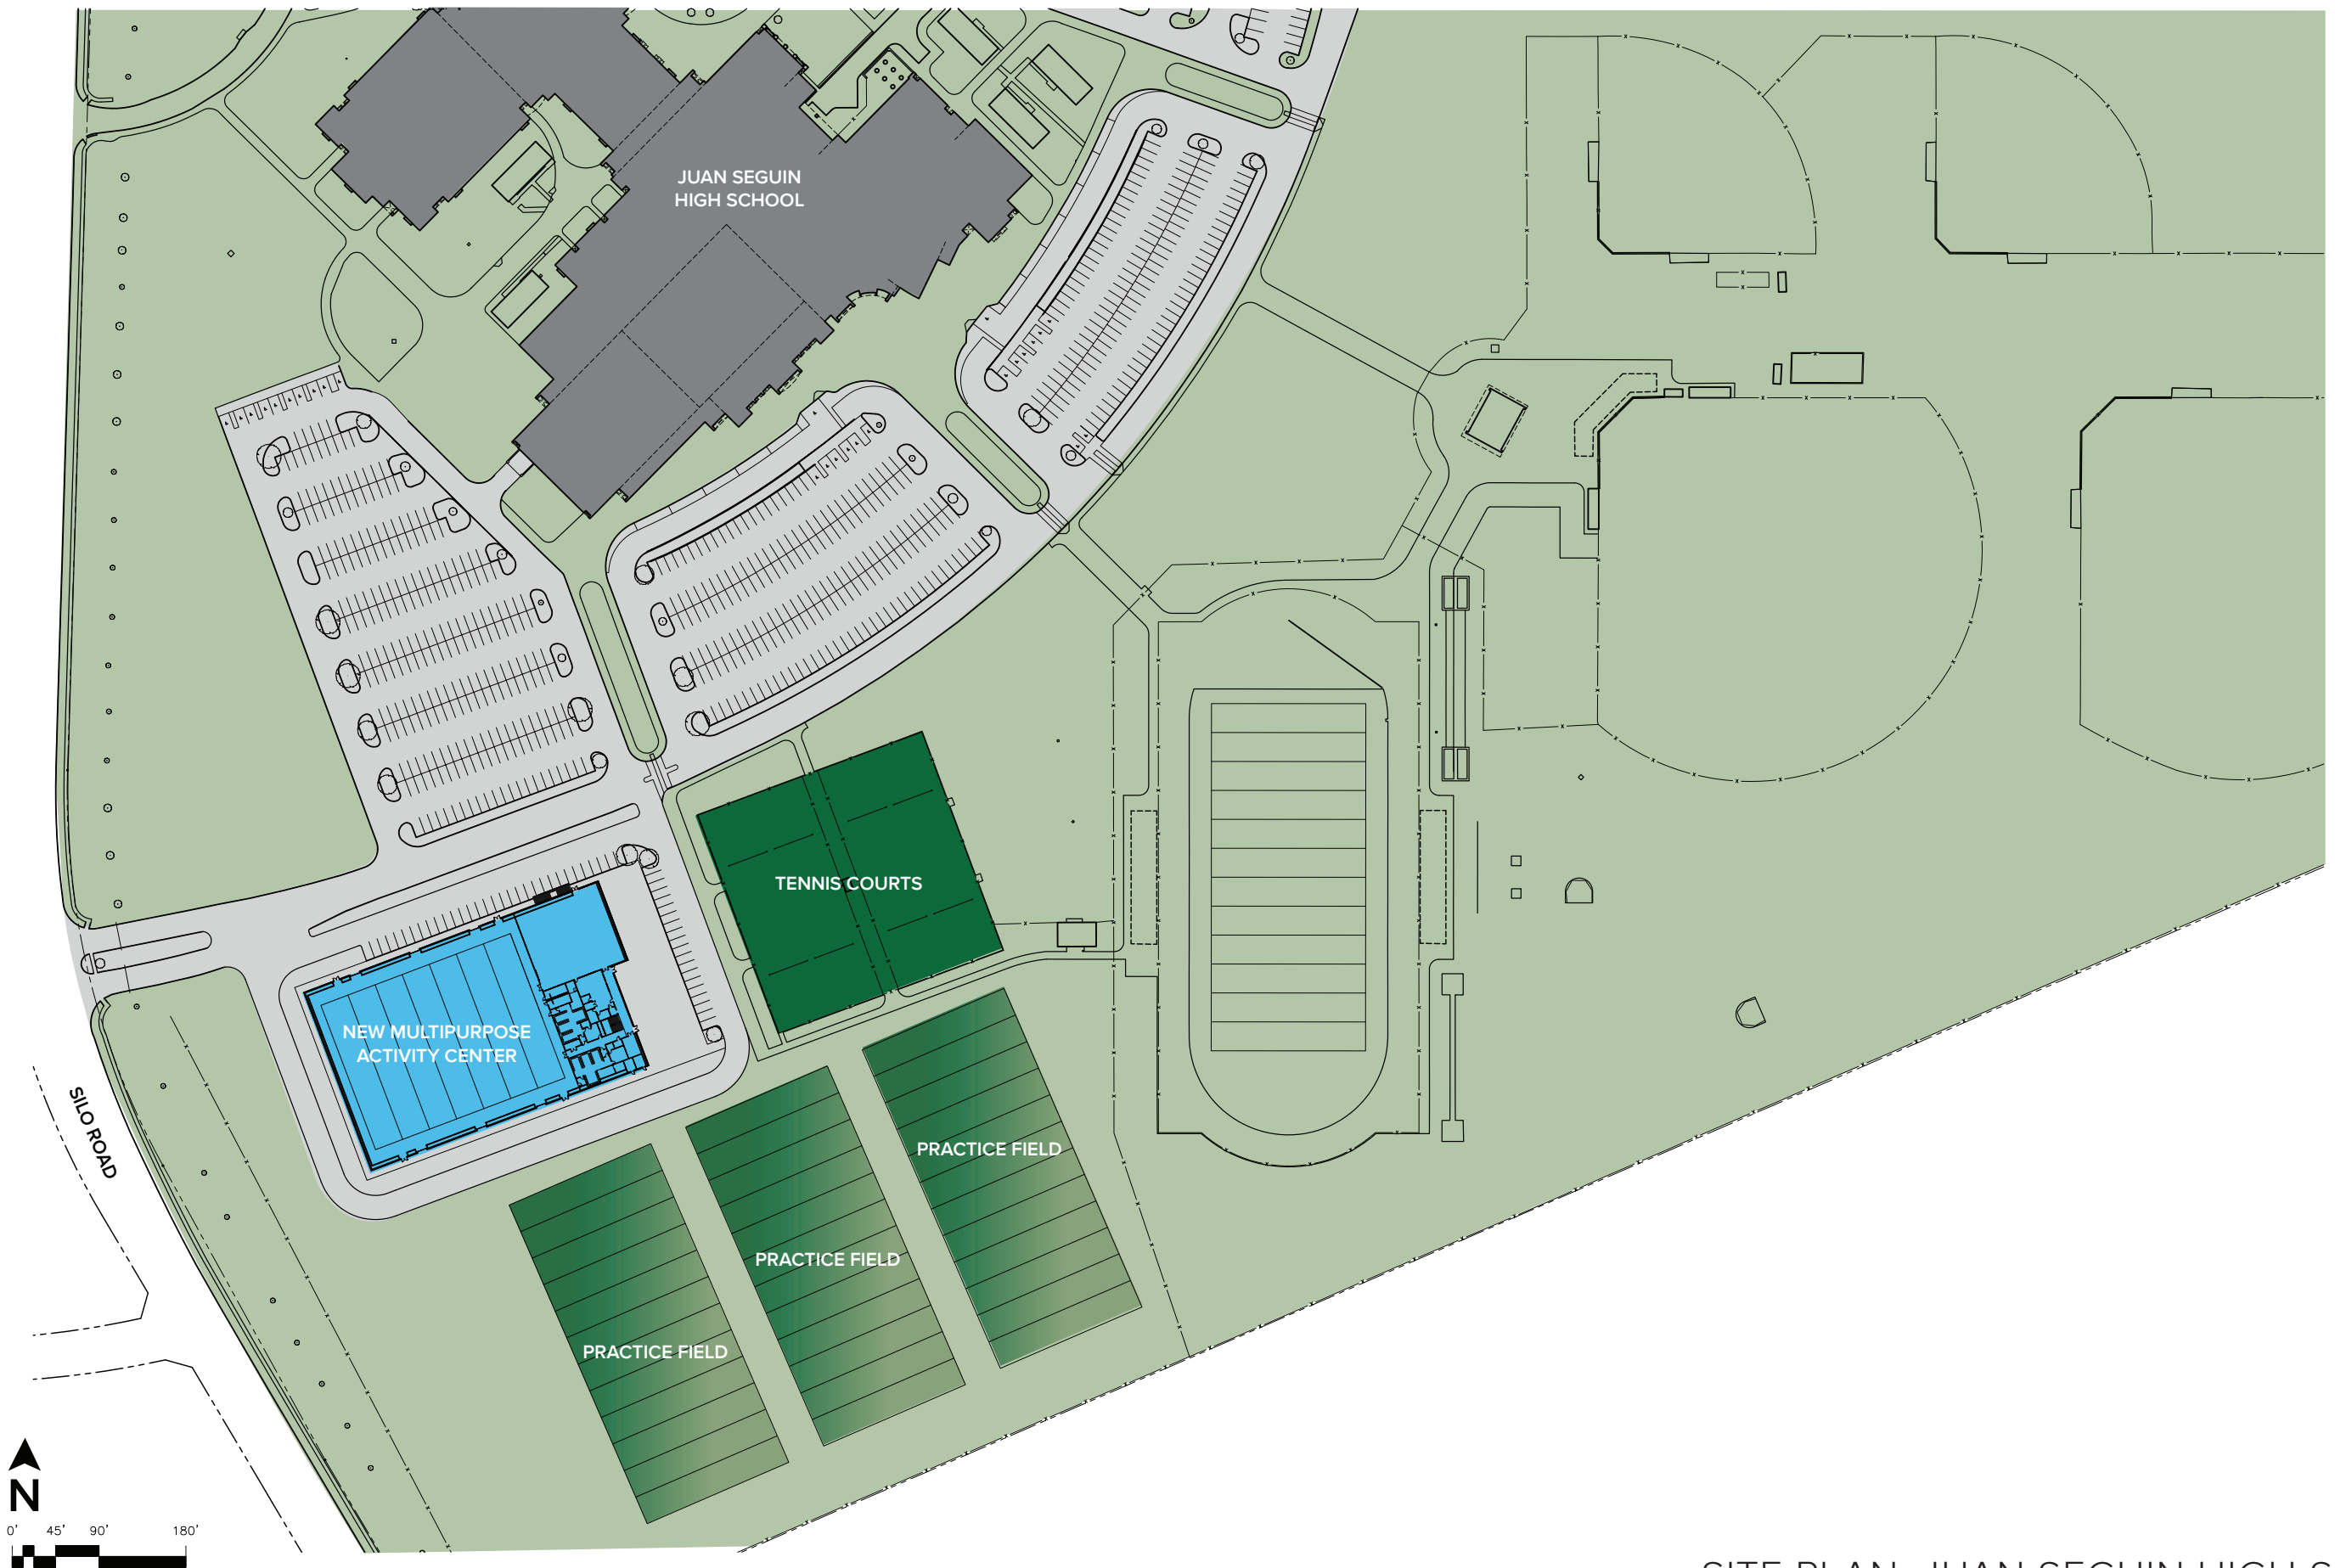 JUAN SEGUIN
HIGH SCHOOL
TENNIS COURTS
NEW MULTIPURPOSE
ACTIVITY CENTER
SILO ROAD
PRACTICE FIELD
PRACTICE FIELD
PRACTICE FIELD
N
0' 45' 90' 180'